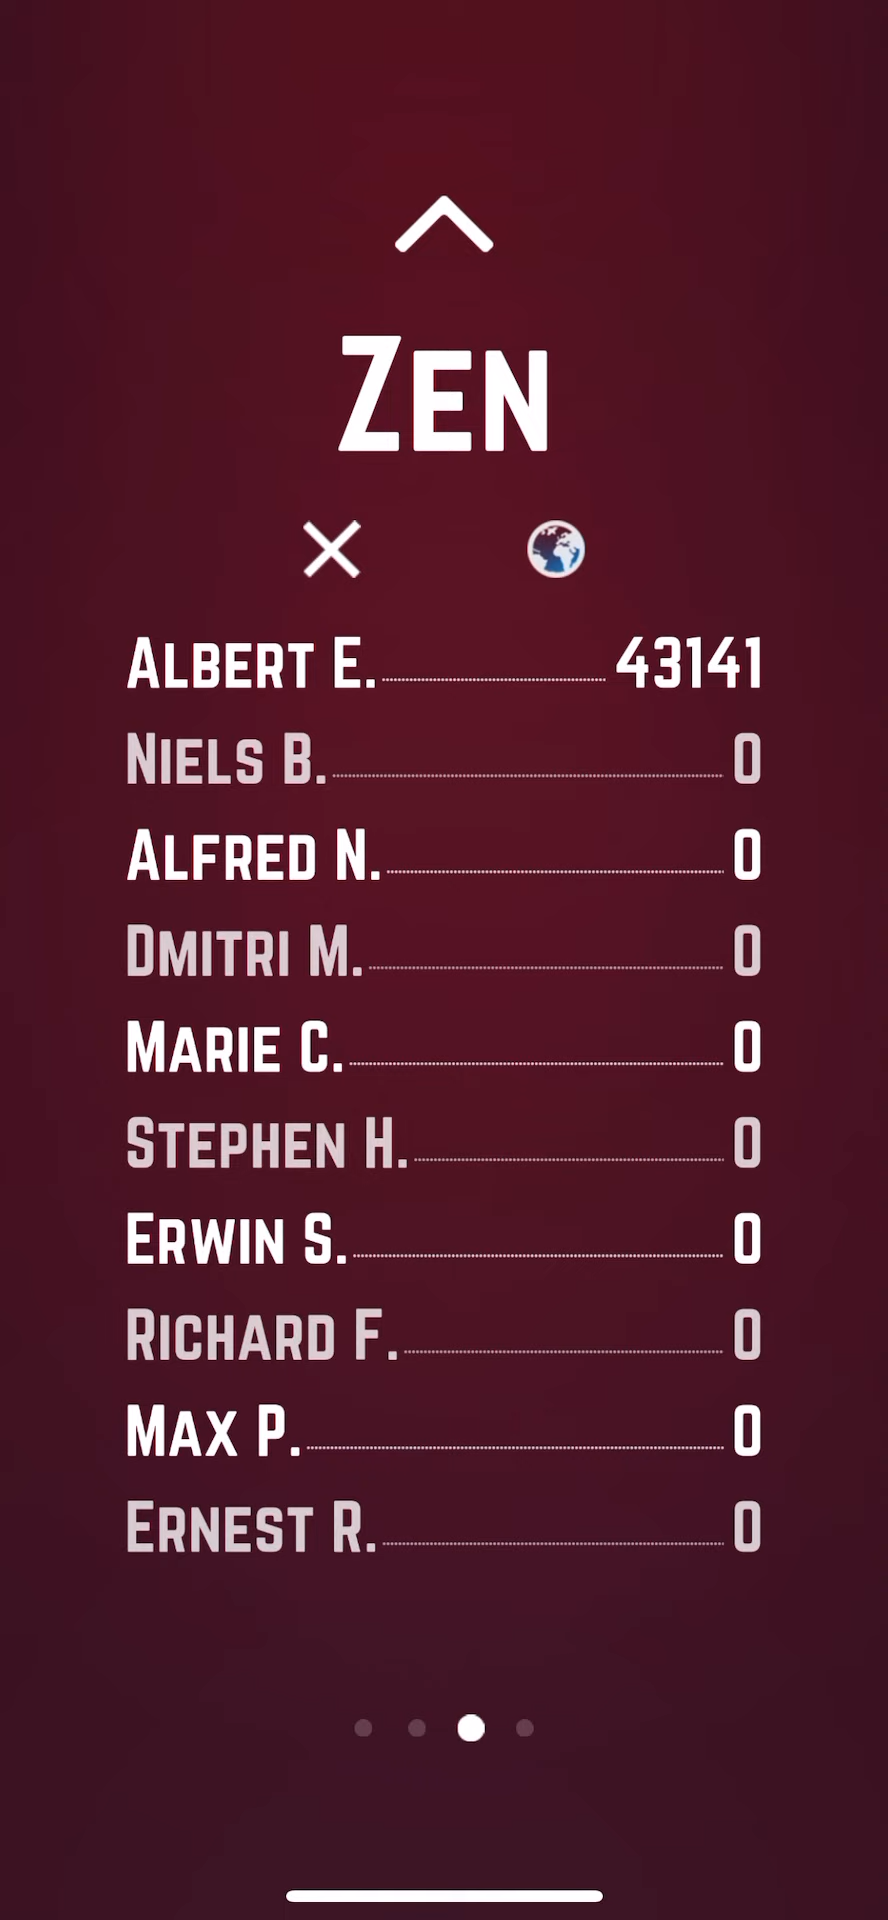 Zen
Albert E. 43141
Niels B. 0
Alfred N. 0
Dmitri M. 0
Marie C. 0
Stephen H. 0
Erwin S. 0
Richard F. 0
Max P. 0
Ernest R. 0